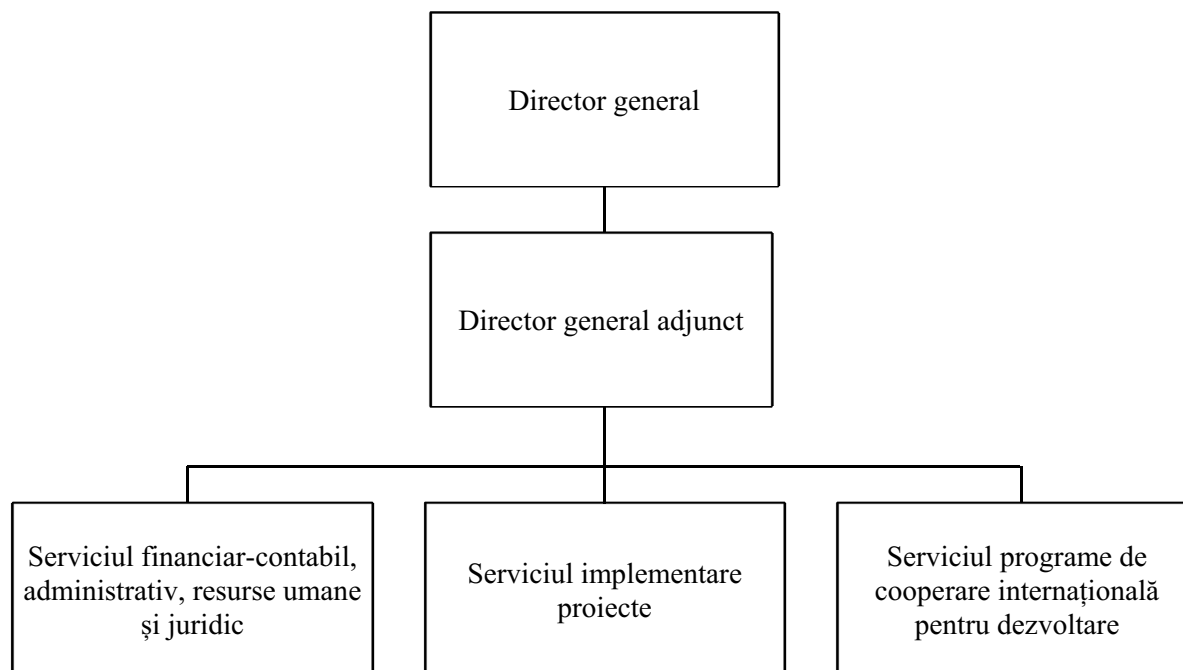 Director general
Director general adjunct
Serviciul financiar-contabil,
administrativ, resurse umane
și juridic
Serviciul implementare
proiecte
Serviciul programe de
cooperare internațională
pentru dezvoltare